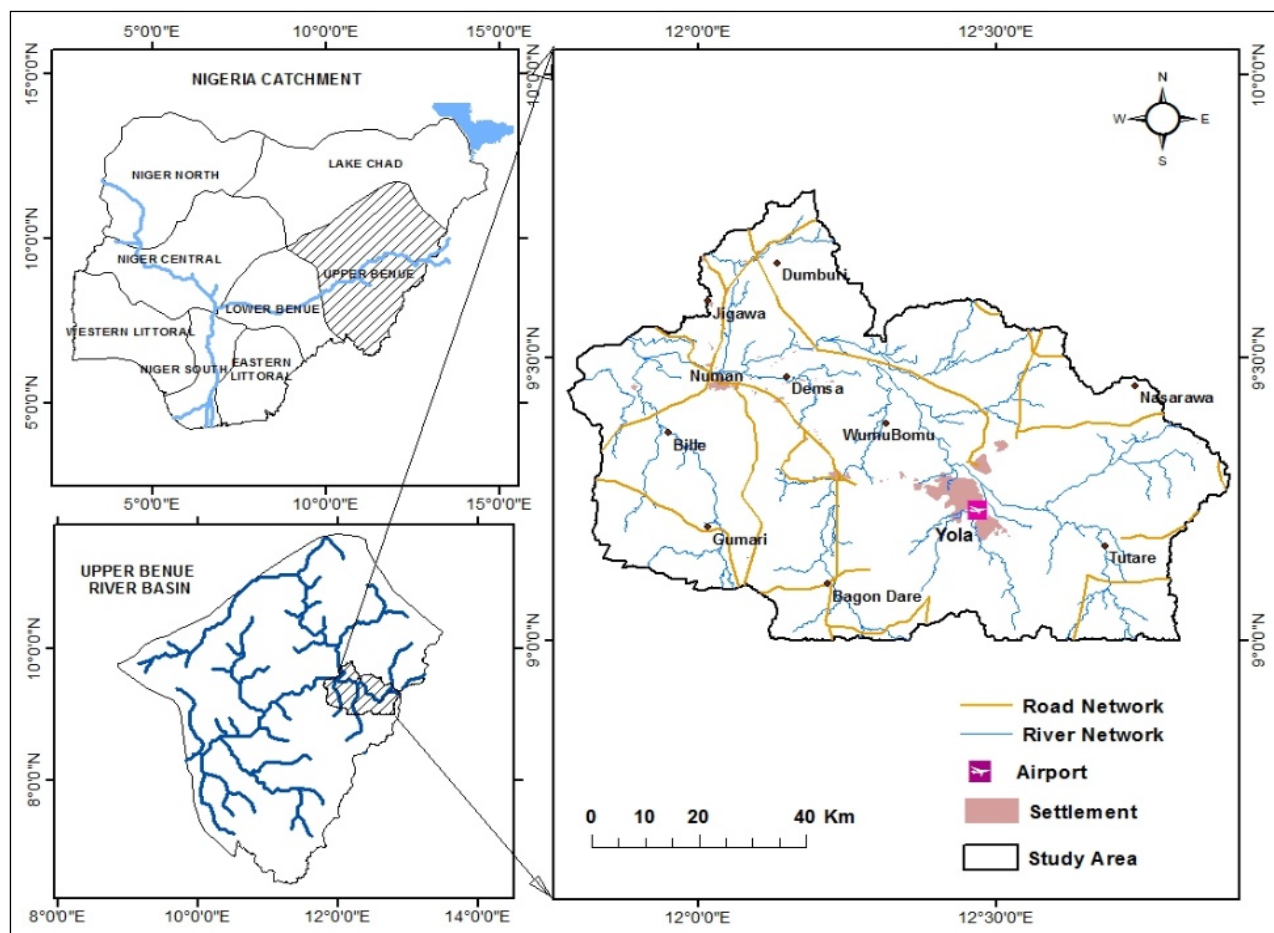 5°0'0"E
10°0'0"E
15°0'0"E
15°0'0"N
10°0'0"N
5°0'0"N
NIGERIA CATCHMENT
LAKE CHAD
NIGER NORTH
NIGER CENTRAL
UPPER BENUE
LOWER BENUE
WESTERN LITTORAL
NIGER SOUTH
EASTERN
LITTORAL
5°0'0"E
10°0'0"E
15°0'0"E
UPPER BENUE
RIVER BASIN
10°0'0"N
8°0'0"N
8°0'0"E
10°0'0"E
12°0'0"E
14°0'0"E
12°0'0"E
12°30'0"E
10°0'0"N
10°0'0"N
9°30'0"N
9°30'0"N
9°0'0"N
9°0'0"N
N
W
E
S
Dumburi
Jigawa
Numan
Demsa
Nasarawa
Bille
WumuBomu
Gumari
Yola
Tutare
Bagon Dare
Road Network
River Network
Airport
Settlement
Study Area
0 10 20 40 Km
12°0'0"E
12°30'0"E